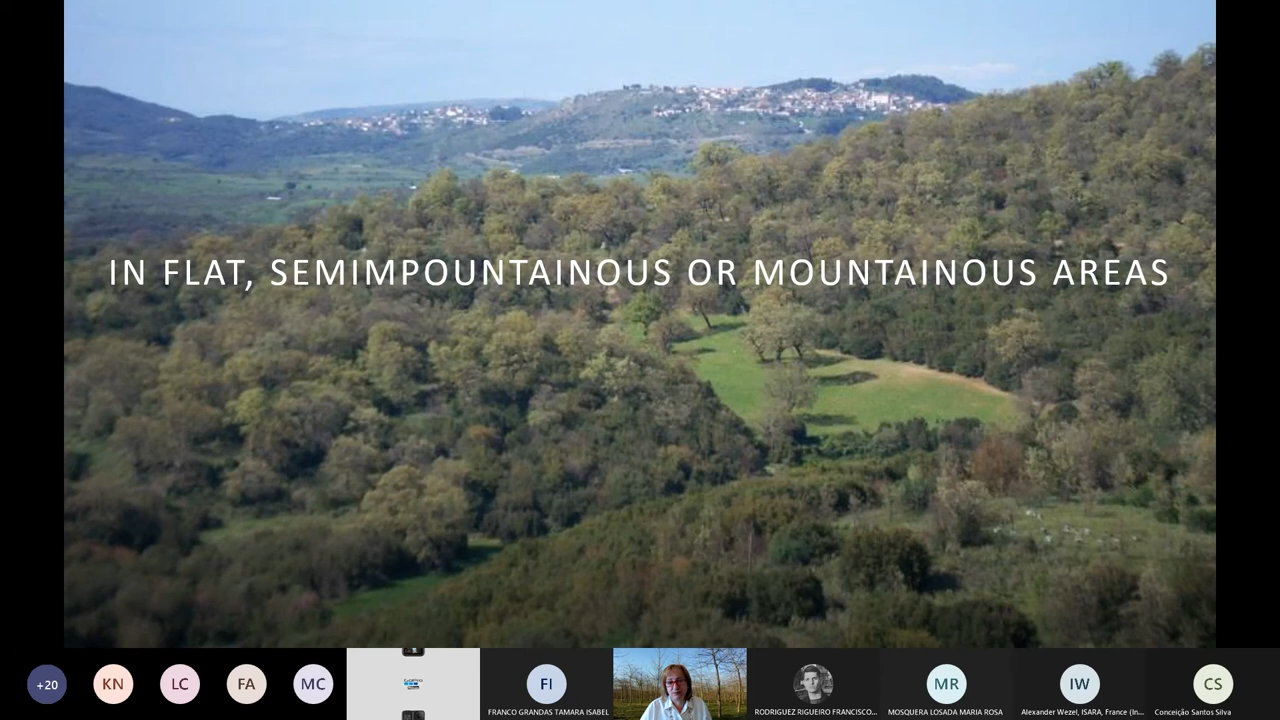 IN FLAT, SEMIMPOUNTAINOUS OR MOUNTAINOUS AREAS
+20
KN
LC
FA
MC
GoPro
FI
FRANCO GRANDAS TAMARA ISABEL
RODRIGUEZ RIGUEIRO FRANCISCO...
MR
MOSQUERA LOSADA MARIA ROSA
IW
Alexander Wezel, ISARA, France (In...
CS
Conceição Santos Silva